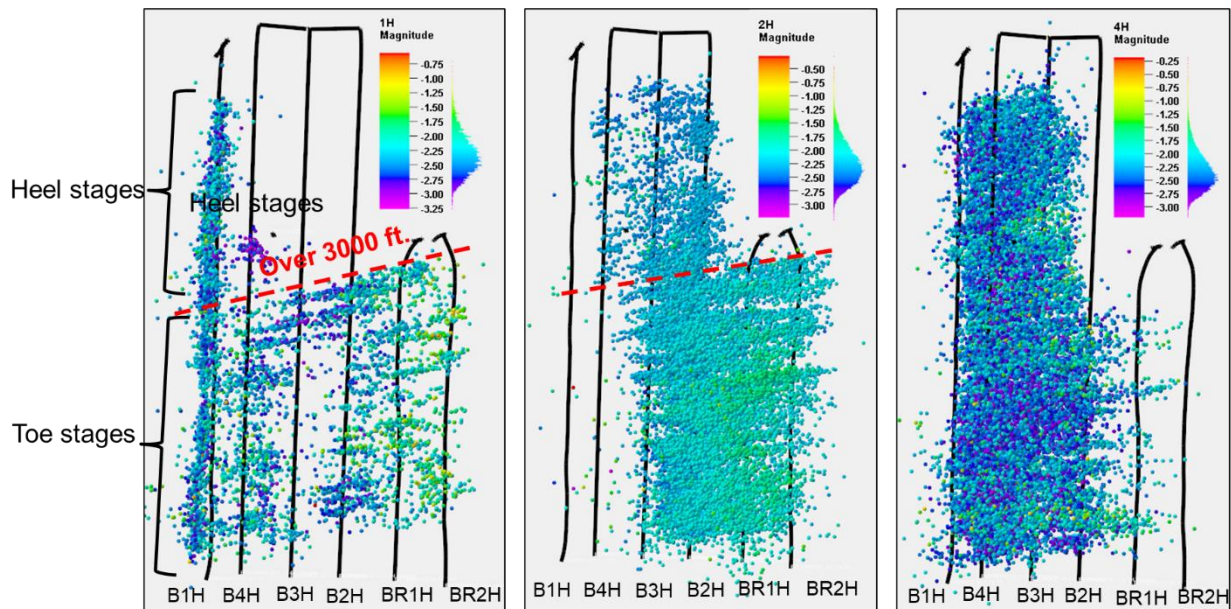 1H
Magnitude
-0.75
-1.00
-1.25
-1.50
-1.75
-2.00
-2.25
-2.50
-2.75
-3.00
-3.25
2H
Magnitude
-0.50
-0.75
-1.00
-1.25
-1.50
-1.75
-2.00
-2.25
-2.50
-2.75
-3.00
4H
Magnitude
-0.25
-0.50
-0.75
-1.00
-1.25
-1.50
-1.75
-2.00
-2.25
-2.50
-2.75
-3.00
Heel stages
Heel stages
Over 3000 ft.
Toe stages
B1H B4H B3H B2H BR1H BR2H
B1H B4H B3H B2H BR1H BR2H
B1H B4H B3H B2H BR1H BR2H